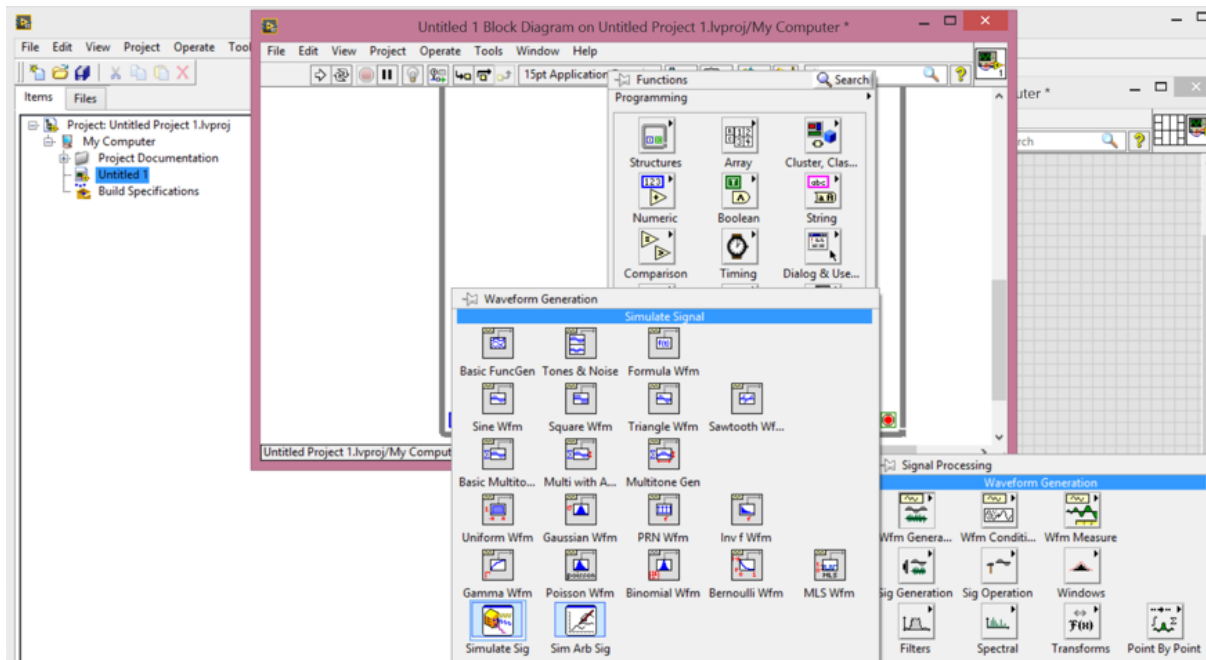 Untitled 1 Block Diagram on Untitled Project 1.lvproj/My Computer *
File Edit View Project Operate Tool
File Edit View Project Operate Tools Window Help
15pt Application
Items Files
Project: Untitled Project 1.lvproj
My Computer
Project Documentation
Untitled 1
Build Specifications
Untitled Project 1.lvproj/My Comput
uter *
rch
Functions
Search
Programming
Structures Array Cluster, Clas...
Numeric Boolean String
Comparison Timing Dialog & Use...
Waveform Generation
Simulate Signal
Basic FuncGen Tones & Noise Formula Wfm
Sine Wfm Square Wfm Triangle Wfm Sawtooth Wf...
Basic Multito... Multi with A... Multitone Gen
Uniform Wfm Gaussian Wfm PRN Wfm Inv f Wfm
Gamma Wfm Poisson Wfm Binomial Wfm Bernoulli Wfm MLS Wfm
Simulate Sig Sim Arb Sig
Signal Processing
Waveform Generation
Wfm Genera... Wfm Conditi... Wfm Measure
Sig Generation Sig Operation Windows
Filters Spectral Transforms Point By Point